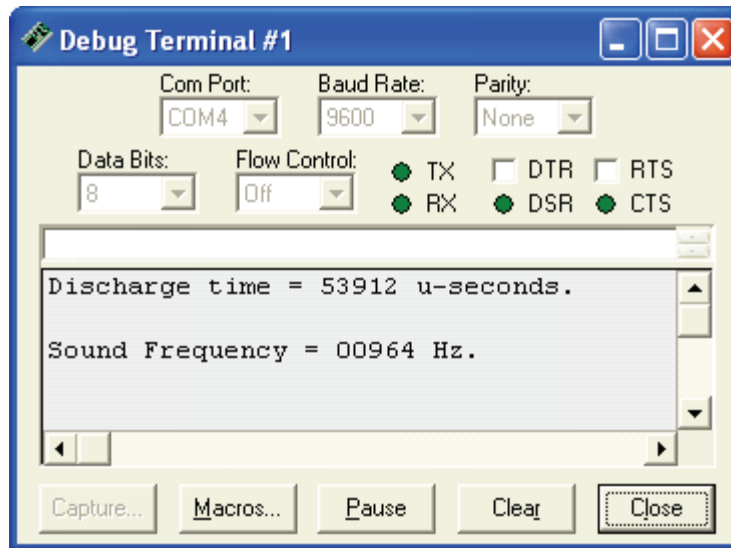 Debug Terminal #1
Com Port: Baud Rate: Parity:
COM4 9600 None
Data Bits: Flow Control: TX DTR RTS
8 Off RX DSR CTS
Discharge time = 53912 u-seconds.
Sound Frequency = 00964 Hz.
Capture... Macros... Pause Clear Close